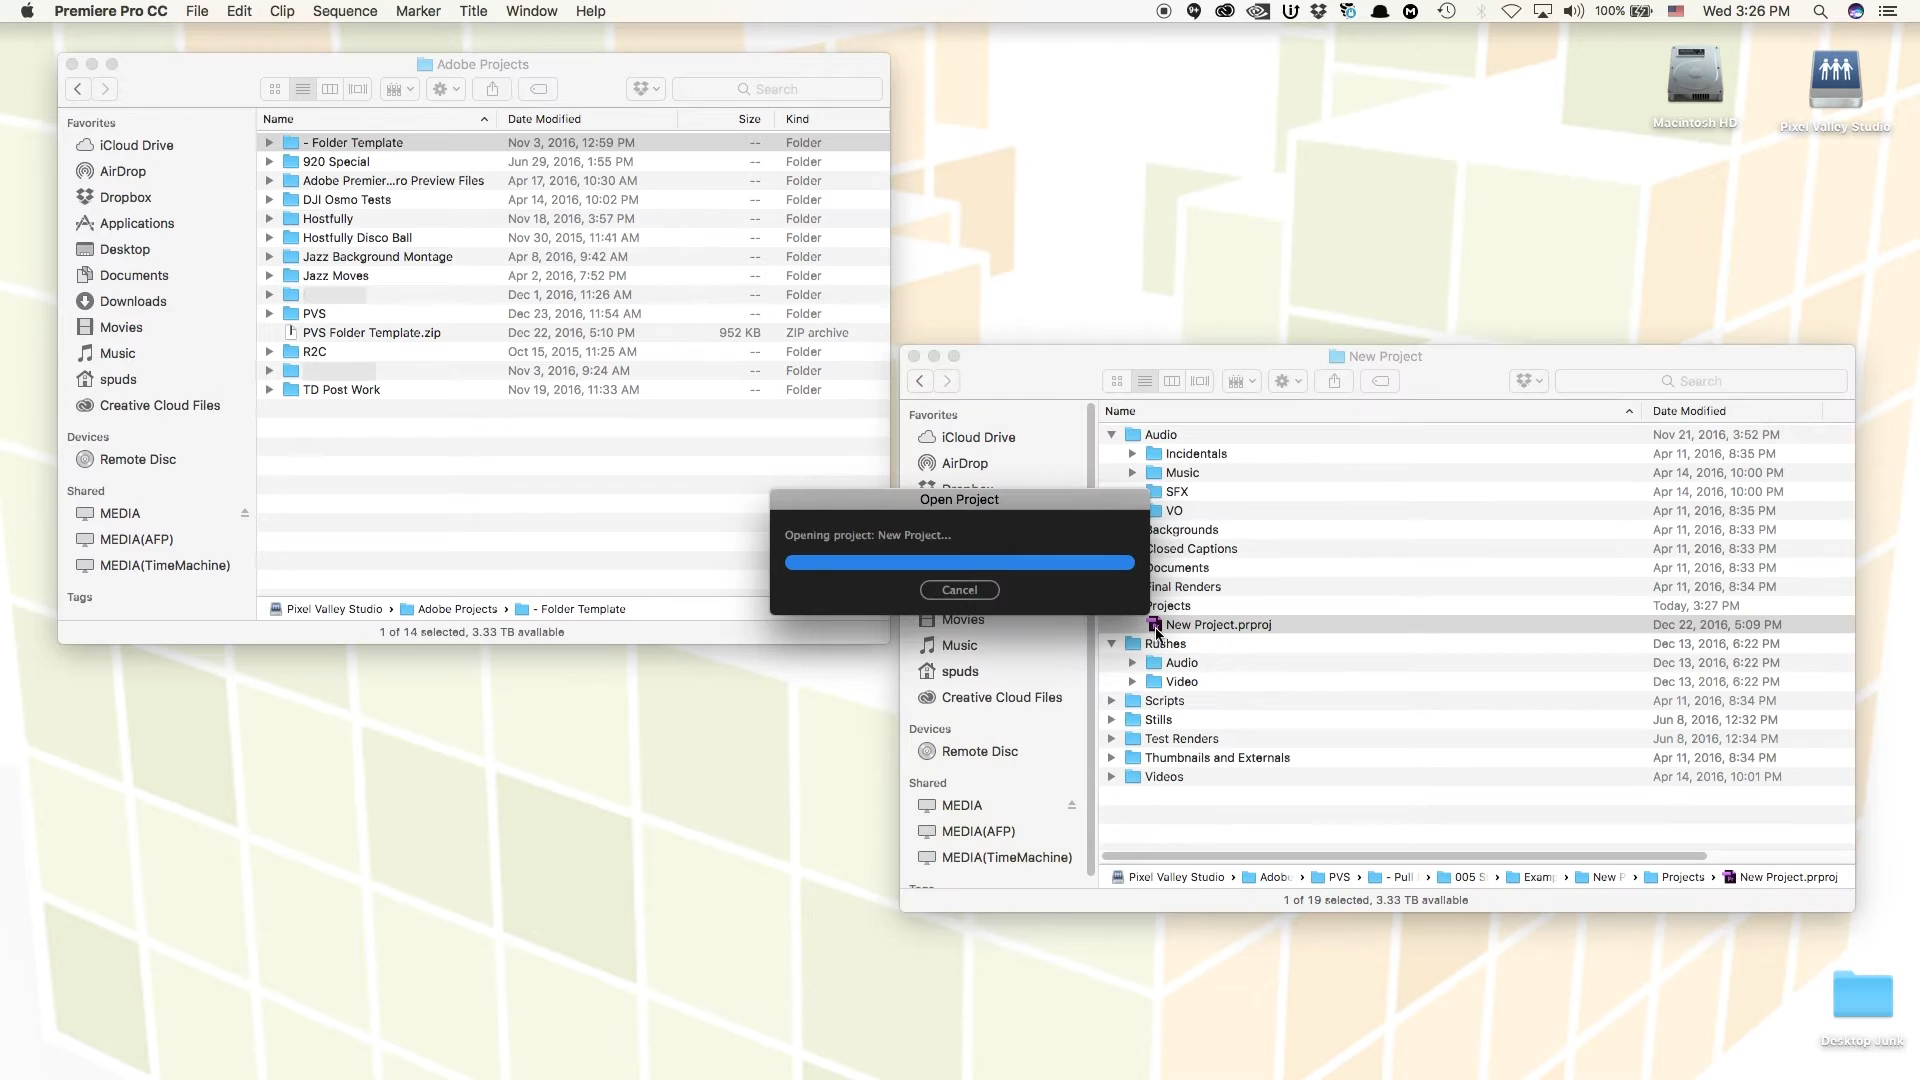 Premiere Pro CC File Edit Clip Sequence Marker Title Window Help 100% Wed 3:26 PM
Adobe Projects
Search
Favorites
iCloud Drive
AirDrop
Dropbox
Applications
Desktop
Documents
Downloads
Movies
Music
spuds
Creative Cloud Files
Devices
Remote Disc
Shared
MEDIA
MEDIA(AFP)
MEDIA(TimeMachine)
Tags
Name Date Modified Size Kind
- Folder Template Nov 3, 2016, 12:59 PM -- Folder
920 Special Jun 29, 2016, 1:55 PM -- Folder
Adobe Premier...ro Preview Files Apr 17, 2016, 10:30 AM -- Folder
DJI Osmo Tests Apr 14, 2016, 10:02 PM -- Folder
Hostfully Nov 18, 2016, 3:57 PM -- Folder
Hostfully Disco Ball Nov 30, 2015, 11:41 AM -- Folder
Jazz Background Montage Apr 8, 2016, 9:42 AM -- Folder
Jazz Moves Apr 2, 2016, 7:52 PM -- Folder
Dec 1, 2016, 11:26 AM -- Folder
PVS Dec 23, 2016, 11:54 AM -- Folder
PVS Folder Template.zip Dec 22, 2016, 5:10 PM 952 KB ZIP archive
R2C Oct 15, 2015, 11:25 AM -- Folder
Nov 3, 2016, 9:24 AM -- Folder
TD Post Work Nov 19, 2016, 11:33 AM -- Folder
Pixel Valley Studio › Adobe Projects › - Folder Template
1 of 14 selected, 3.33 TB available
Macintosh HD
Pixel Valley Studio
New Project
Search
Favorites
iCloud Drive
AirDrop
Dropbox
Movies
Music
spuds
Creative Cloud Files
Devices
Remote Disc
Shared
MEDIA
MEDIA(AFP)
MEDIA(TimeMachine)
Tags
Name Date Modified
Audio Nov 21, 2016, 3:52 PM
Incidentals Apr 11, 2016, 8:35 PM
Music Apr 14, 2016, 10:00 PM
SFX Apr 14, 2016, 10:00 PM
VO Apr 11, 2016, 8:35 PM
Backgrounds Apr 11, 2016, 8:33 PM
Closed Captions Apr 11, 2016, 8:33 PM
Documents Apr 11, 2016, 8:33 PM
Final Renders Apr 11, 2016, 8:34 PM
Projects Today, 3:27 PM
New Project.prproj Dec 22, 2016, 5:09 PM
Rushes Dec 13, 2016, 6:22 PM
Audio Dec 13, 2016, 6:22 PM
Video Dec 13, 2016, 6:22 PM
Scripts Apr 11, 2016, 8:34 PM
Stills Jun 8, 2016, 12:32 PM
Test Renders Jun 8, 2016, 12:34 PM
Thumbnails and Externals Apr 11, 2016, 8:34 PM
Videos Apr 14, 2016, 10:01 PM
Pixel Valley Studio › Adobe › PVS › - Pull › 005 S › Examp › New P › Projects › New Project.prproj
1 of 19 selected, 3.33 TB available
Open Project
Opening project: New Project...
Cancel
Desktop Junk